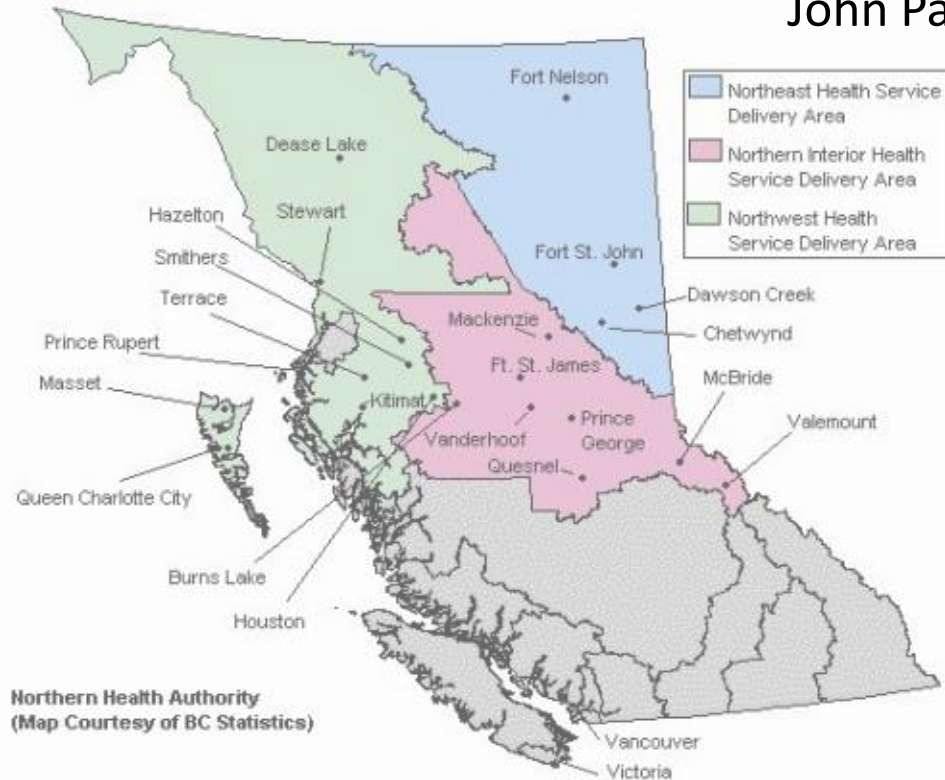 John Pa
Fort Nelson
Northeast Health Service
Delivery Area
Northern Interior Health
Service Delivery Area
Northwest Health
Service Delivery Area
Dease Lake
Stewart
Hazelton
Smithers
Terrace
Prince Rupert
Masset
Queen Charlotte City
Fort St. John
Dawson Creek
Chetwynd
Mackenzie
Ft. St. James
McBride
Valemount
Kitimat
Vanderhoof
Prince
George
Quesnel
Burns Lake
Houston
Northern Health Authority
(Map Courtesy of BC Statistics)
Vancouver
Victoria